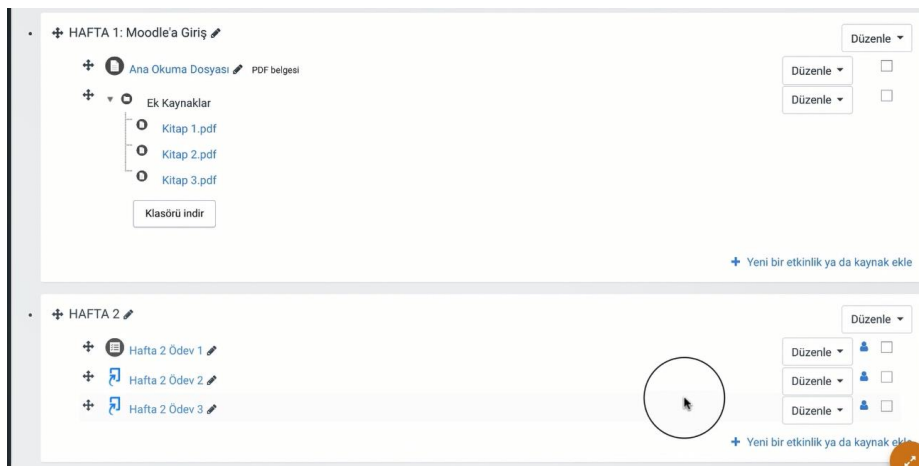 HAFTA 1: Moodle'a Giriş
Düzenle
Ana Okuma Dosyası PDF belgesi
Düzenle
Ek Kaynaklar
Düzenle
Kitap 1.pdf
Kitap 2.pdf
Kitap 3.pdf
Klasörü indir
+ Yeni bir etkinlik ya da kaynak ekle
HAFTA 2
Düzenle
Hafta 2 Ödev 1
Düzenle
Hafta 2 Ödev 2
Düzenle
Hafta 2 Ödev 3
Düzenle
+ Yeni bir etkinlik ya da kaynak ekle